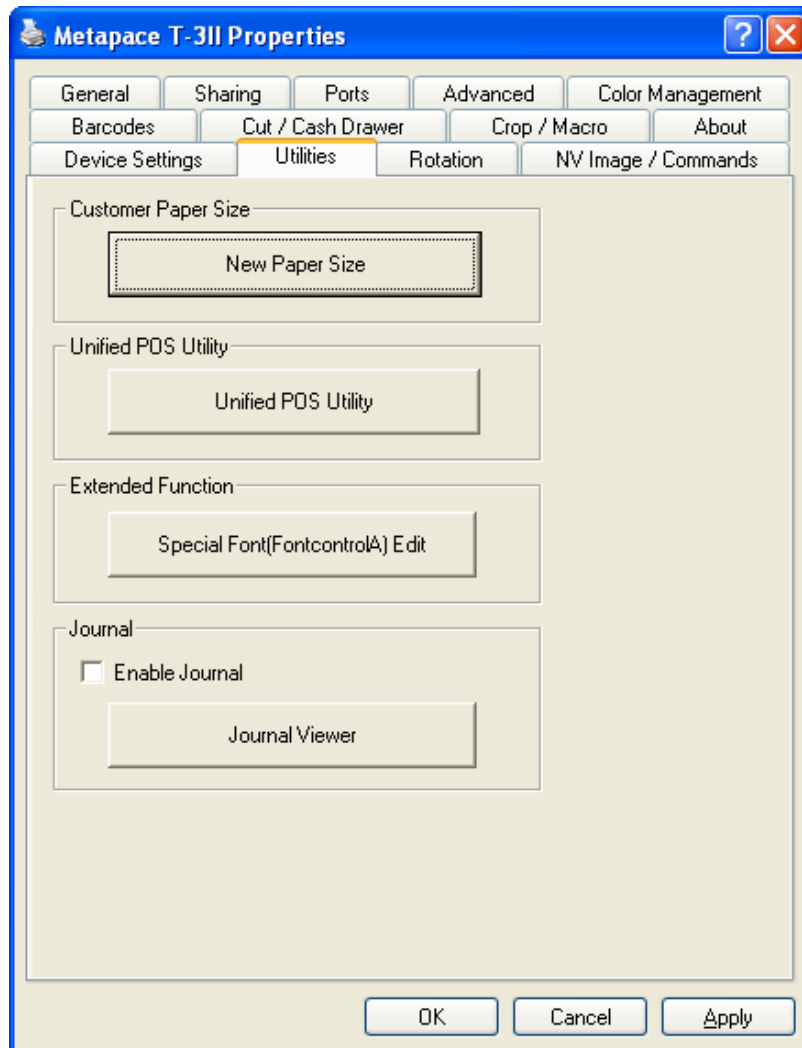 Metapace T-3II Properties
General Sharing Ports Advanced Color Management
Barcodes Cut / Cash Drawer Crop / Macro About
Device Settings Utilities Rotation NV Image / Commands
Customer Paper Size
New Paper Size
Unified POS Utility
Unified POS Utility
Extended Function
Special Font(FontcontrolA) Edit
Journal
Enable Journal
Journal Viewer
OK Cancel Apply